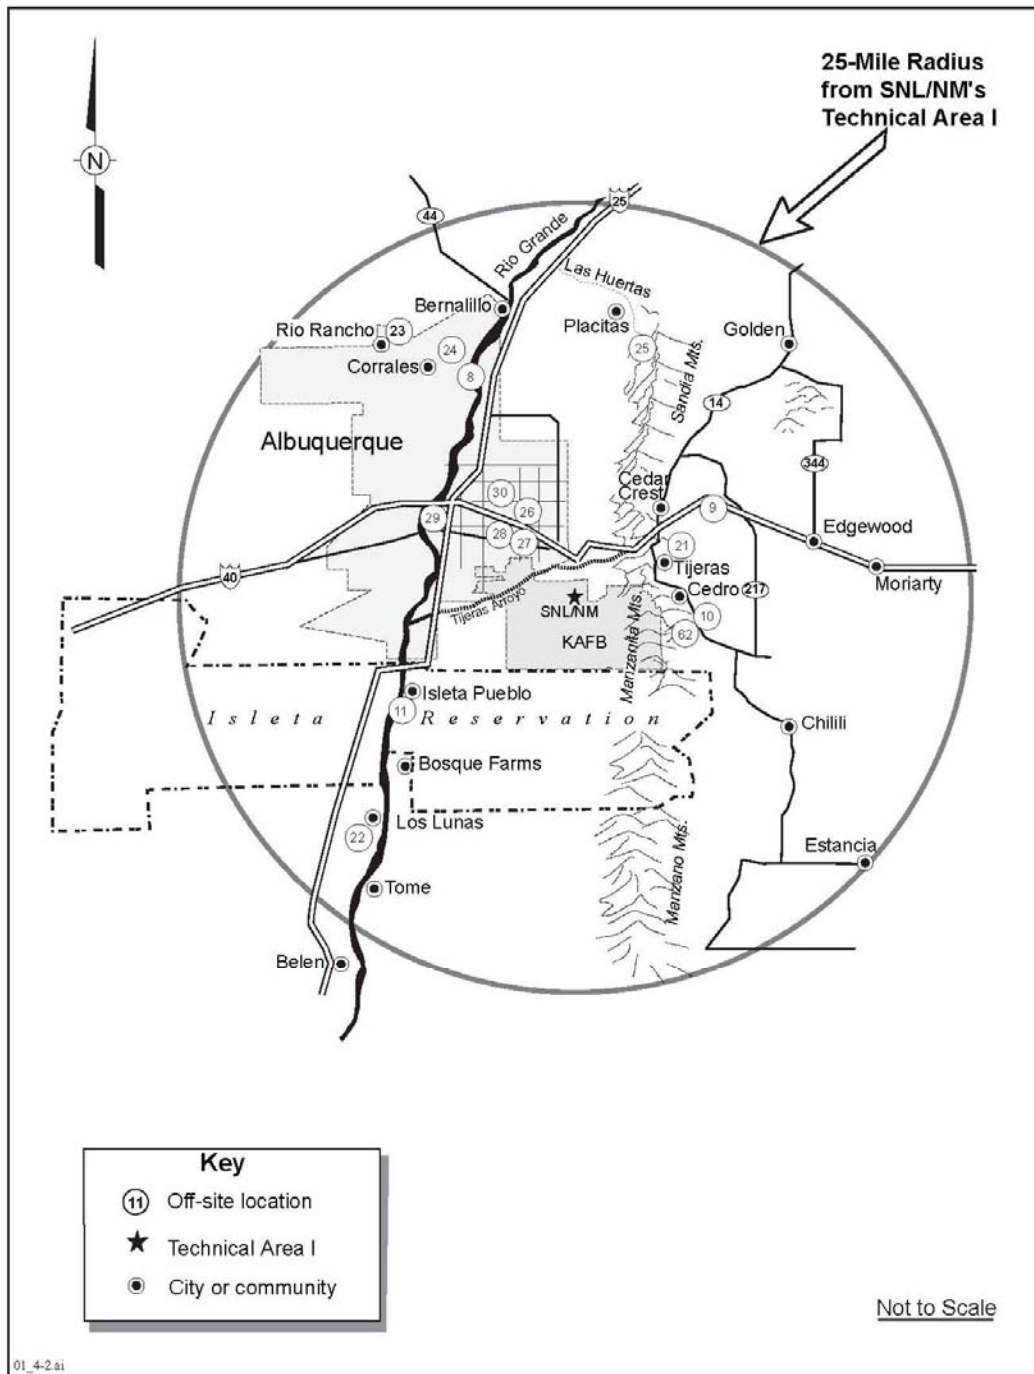 25-Mile Radius
from SNL/NM's
Technical Area I
N
25
44
Rio Grande
Las Huertas
Bernalillo
Placitas
Golden
Rio Rancho
23
24
25
Corrales
8
Sandia Mts.
14
Albuquerque
344
Cedar
Crest
30
26
9
29
28
27
Edgewood
21
40
Tijeras
Moriarty
Cedro
217
Tijeras Arroyo
SNL/NM
10
KAFB
62
Manzanita Mts.
Isleta Pueblo
11
Isleta Reservation
Chilili
Bosque Farms
Los Lunas
22
Estancia
Manzano Mts.
Tome
Belen
Key
11 Off-site location
Technical Area I
City or community
Not to Scale
01_4-2.ai